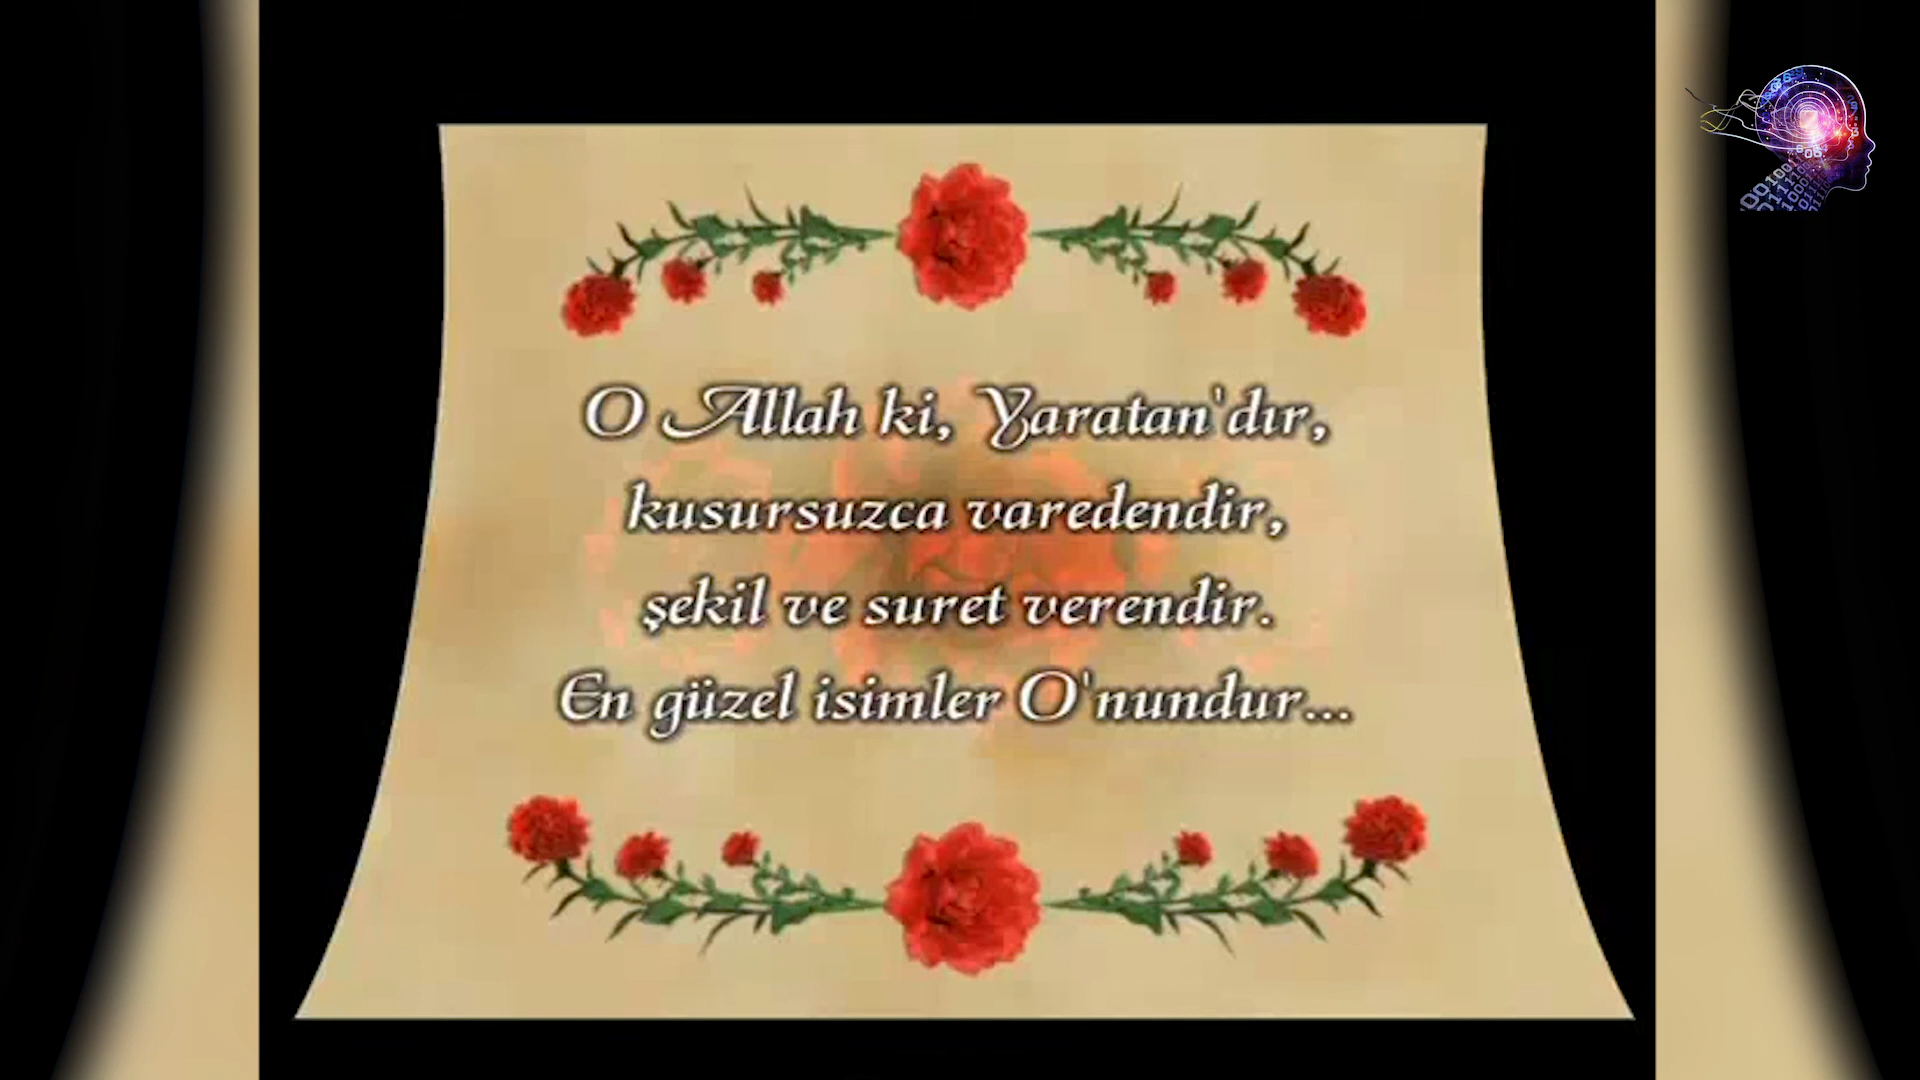 O Allah ki, Yaratan'dır,
kusursuzca varedendir,
şekil ve suret verendir.
En güzel isimler O'nundur...